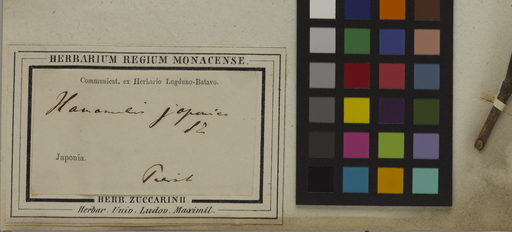 HERBARIUM REGIUM MONACENSE.
Communicat. ex Herbario Lugduno-Batavo.
Hamamelis japonica
Japonia.
HERB. ZUCCARINII
Herbar. Univ. Ludov. Maximil.